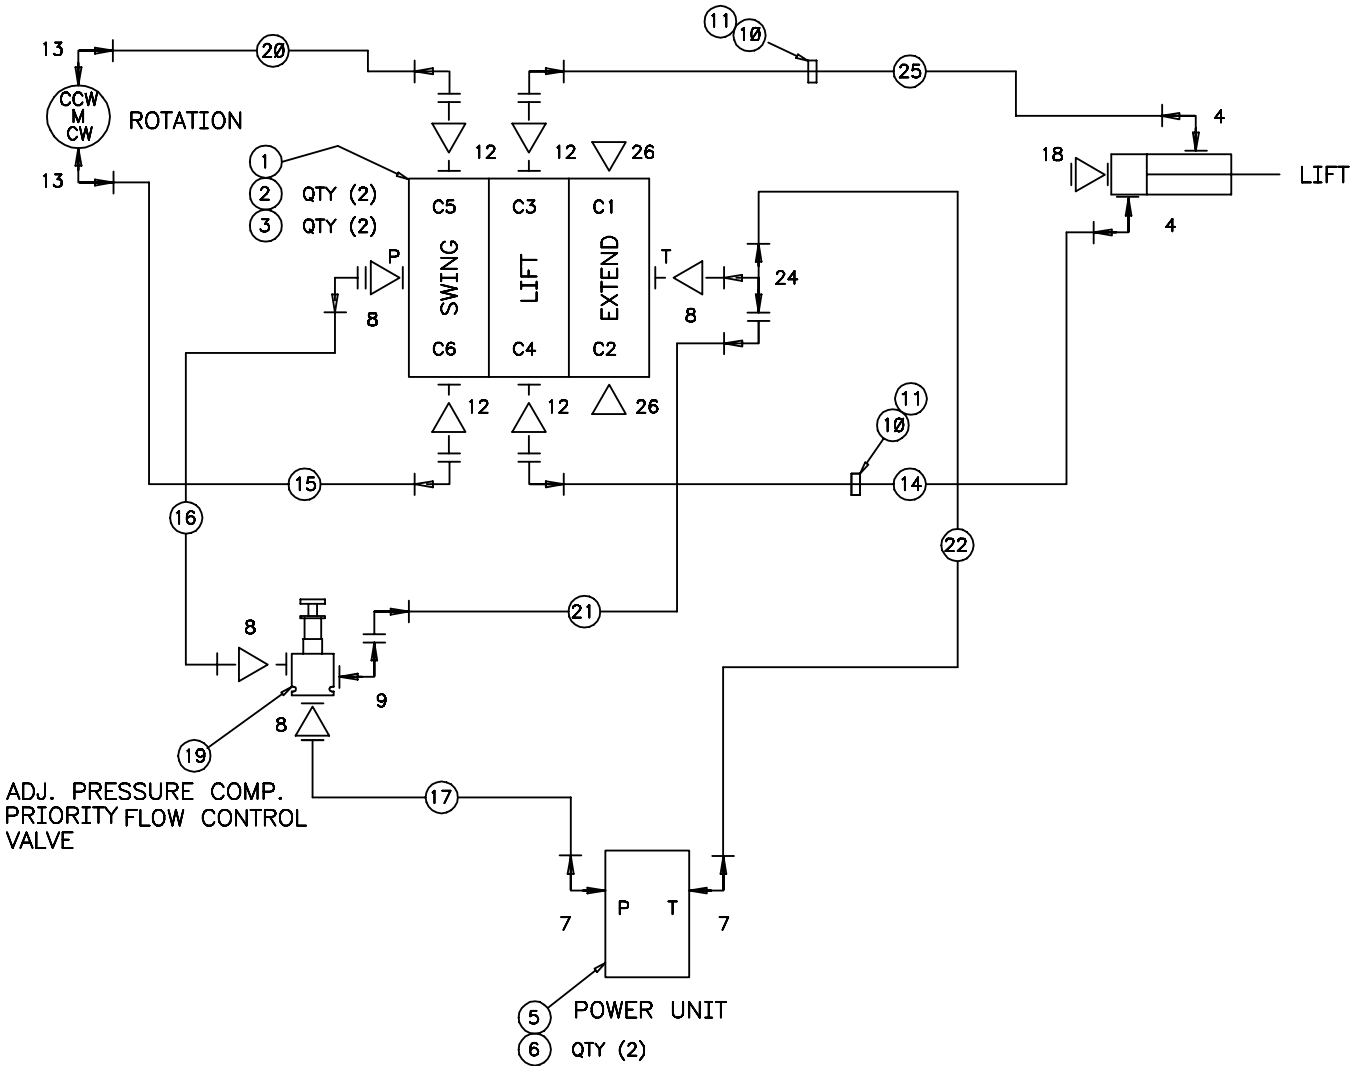 11
10
13
20
25
CCW
M
CW
ROTATION
4
12
12
26
18
1
2 QTY (2)
3 QTY (2)
LIFT
13
C5
C3
C1
4
P
SWING
LIFT
EXTEND
T
24
8
8
C6
C4
C2
12
12
26
11
10
15
14
16
22
21
8
9
8
19
ADJ. PRESSURE COMP.
PRIORITY FLOW CONTROL
VALVE
17
P
T
7
7
5 POWER UNIT
6 QTY (2)